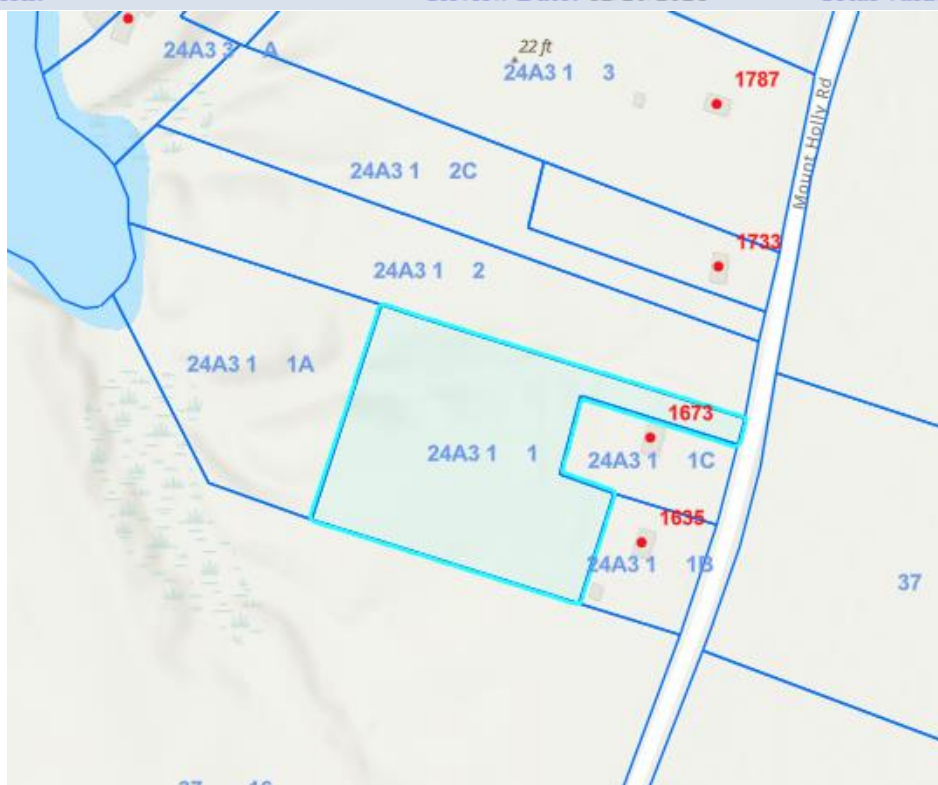 24A3 3 A
22 ft
24A3 1 3
1787
Mount Holly Rd
24A3 1 2C
1733
24A3 1 2
24A3 1 1A
1673
24A3 1 1
24A3 1 1C
1635
24A3 1 1B
37